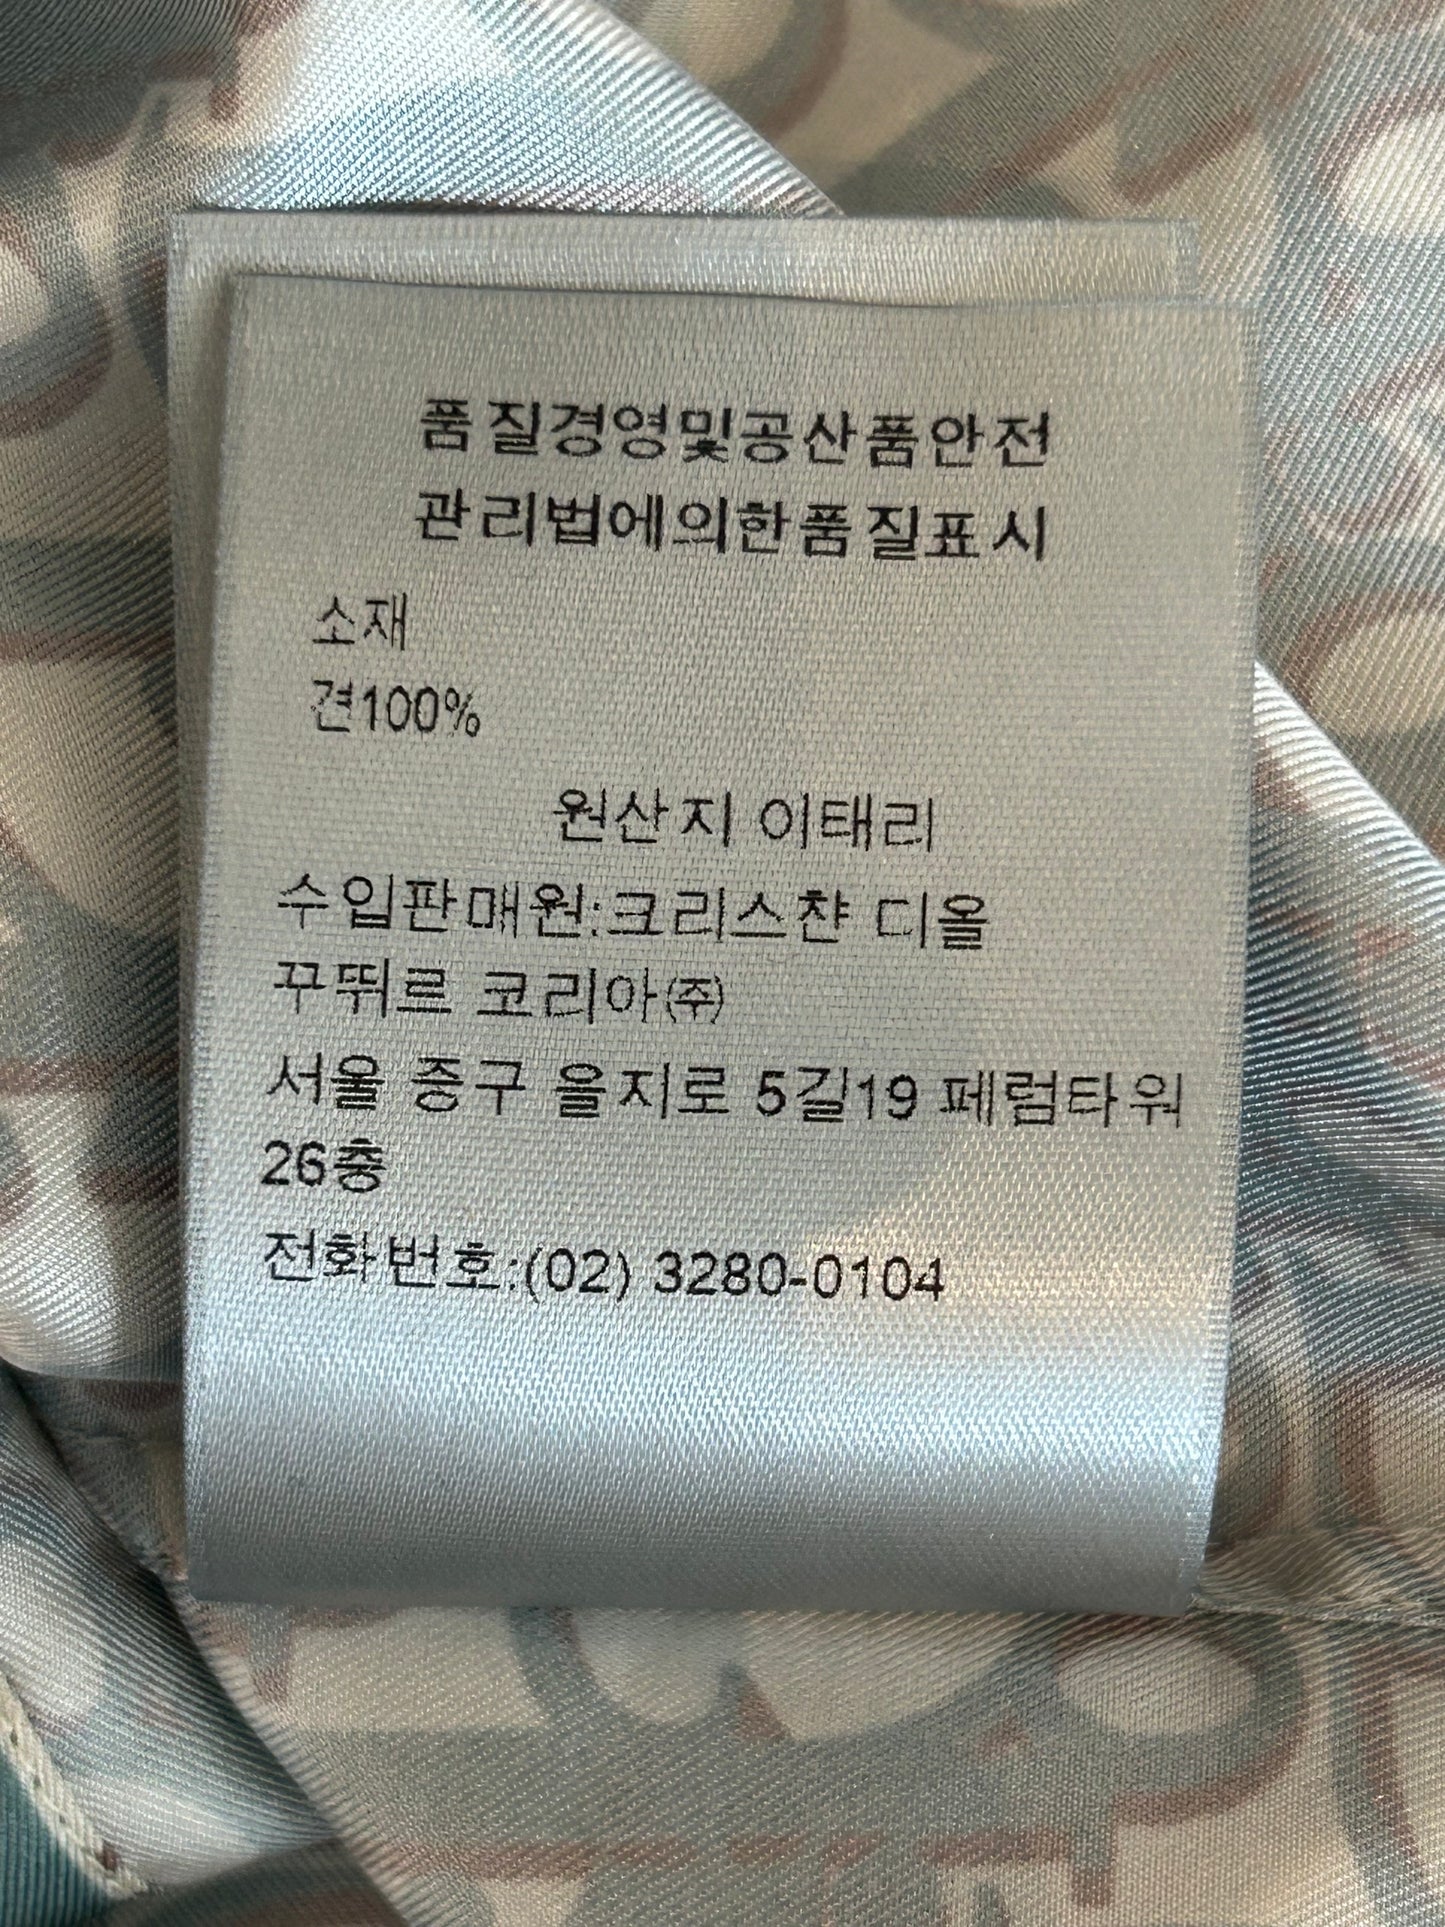 품질경영및공산품안전
관리법에의한품질표시
소재
견100%
원산지 이태리
수입판매원:크리스챤 디올
꾸뛰르 코리아㈜
서울 중구 을지로 5길19 페럼타워
26층
전화번호:(02) 3280-0104